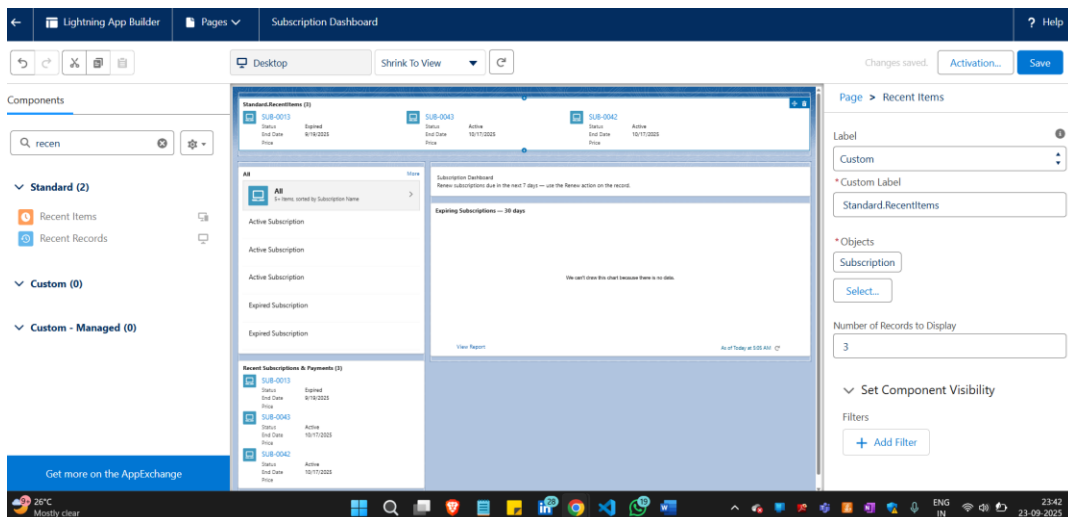 Lightning App Builder
Pages
Subscription Dashboard
? Help
Desktop
Shrink To View
Changes saved.
Activation...
Save
Components
recen
Standard (2)
Recent Items
Recent Records
Custom (0)
Custom - Managed (0)
Get more on the AppExchange
Standard.RecentItems (3)
SUB-0013
Status Expired
End Date 9/19/2025
Price
SUB-0043
Status Active
End Date 10/17/2025
Price
SUB-0042
Status Active
End Date 10/17/2025
Price
All
More
All
5+ items, sorted by Subscription Name
Active Subscription
Active Subscription
Active Subscription
Expired Subscription
Expired Subscription
Subscription Dashboard
Renew subscriptions due in the next 7 days — use the Renew action on the record.
Expiring Subscriptions — 30 days
We can't draw this chart because there is no data.
View Report
As of Today at 3:05 AM
Recent Subscriptions & Payments (3)
SUB-0013
Status Expired
End Date 9/19/2025
Price
SUB-0043
Status Active
End Date 10/17/2025
Price
SUB-0042
Status Active
End Date 10/17/2025
Price
Page > Recent Items
Label
Custom
*Custom Label
Standard.RecentItems
*Objects
Subscription
Select...
Number of Records to Display
3
Set Component Visibility
Filters
+ Add Filter
26°C
Mostly clear
28
19
ENG
IN
23:42
23-09-2025